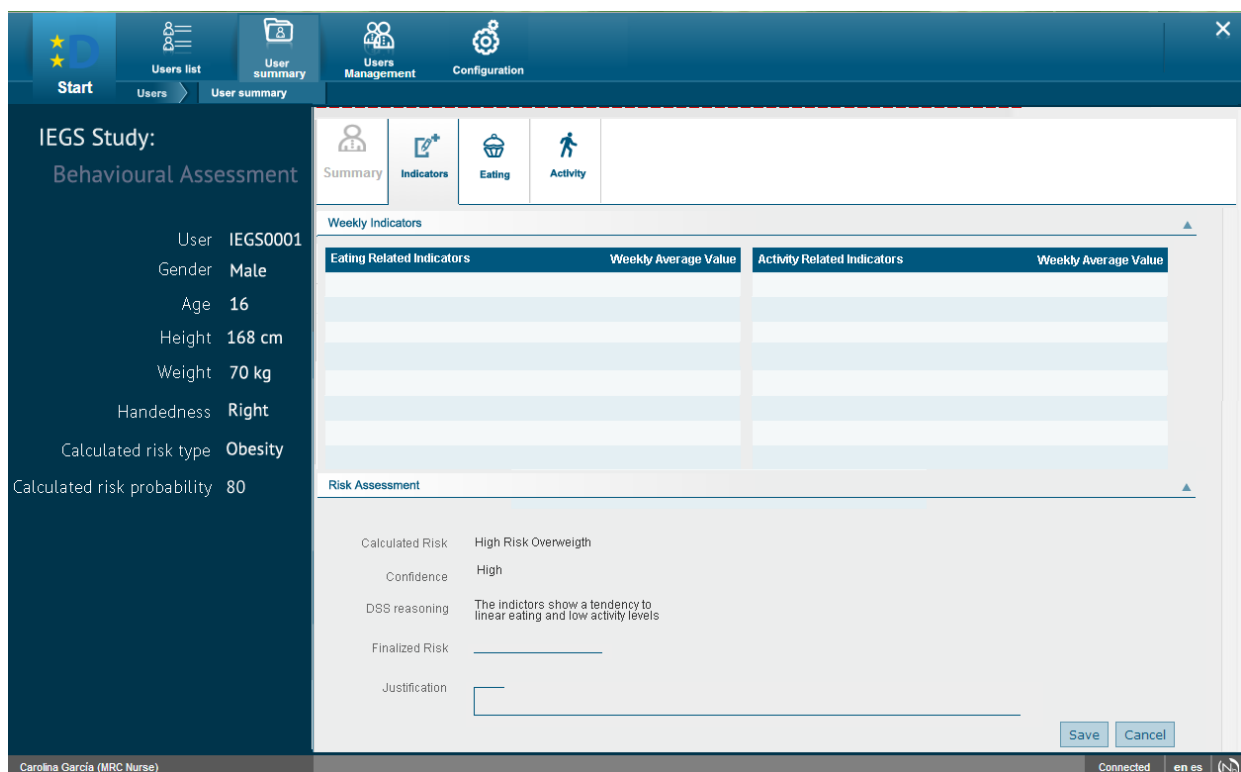 D
Start
Users list
User summary
Users Management
Configuration
Users
User summary
IEGS Study:
Behavioural Assessment
User IEGS0001
Gender Male
Age 16
Height 168 cm
Weight 70 kg
Handedness Right
Calculated risk type Obesity
Calculated risk probability 80
Summary
Indicators
Eating
Activity
Weekly Indicators
Eating Related Indicators Weekly Average Value
Activity Related Indicators Weekly Average Value
Risk Assessment
Calculated Risk High Risk Overweigth
Confidence High
DSS reasoning The indictors show a tendency to
linear eating and low activity levels
Finalized Risk
Justification
Save Cancel
Carolina García (MRC Nurse) Connected en es